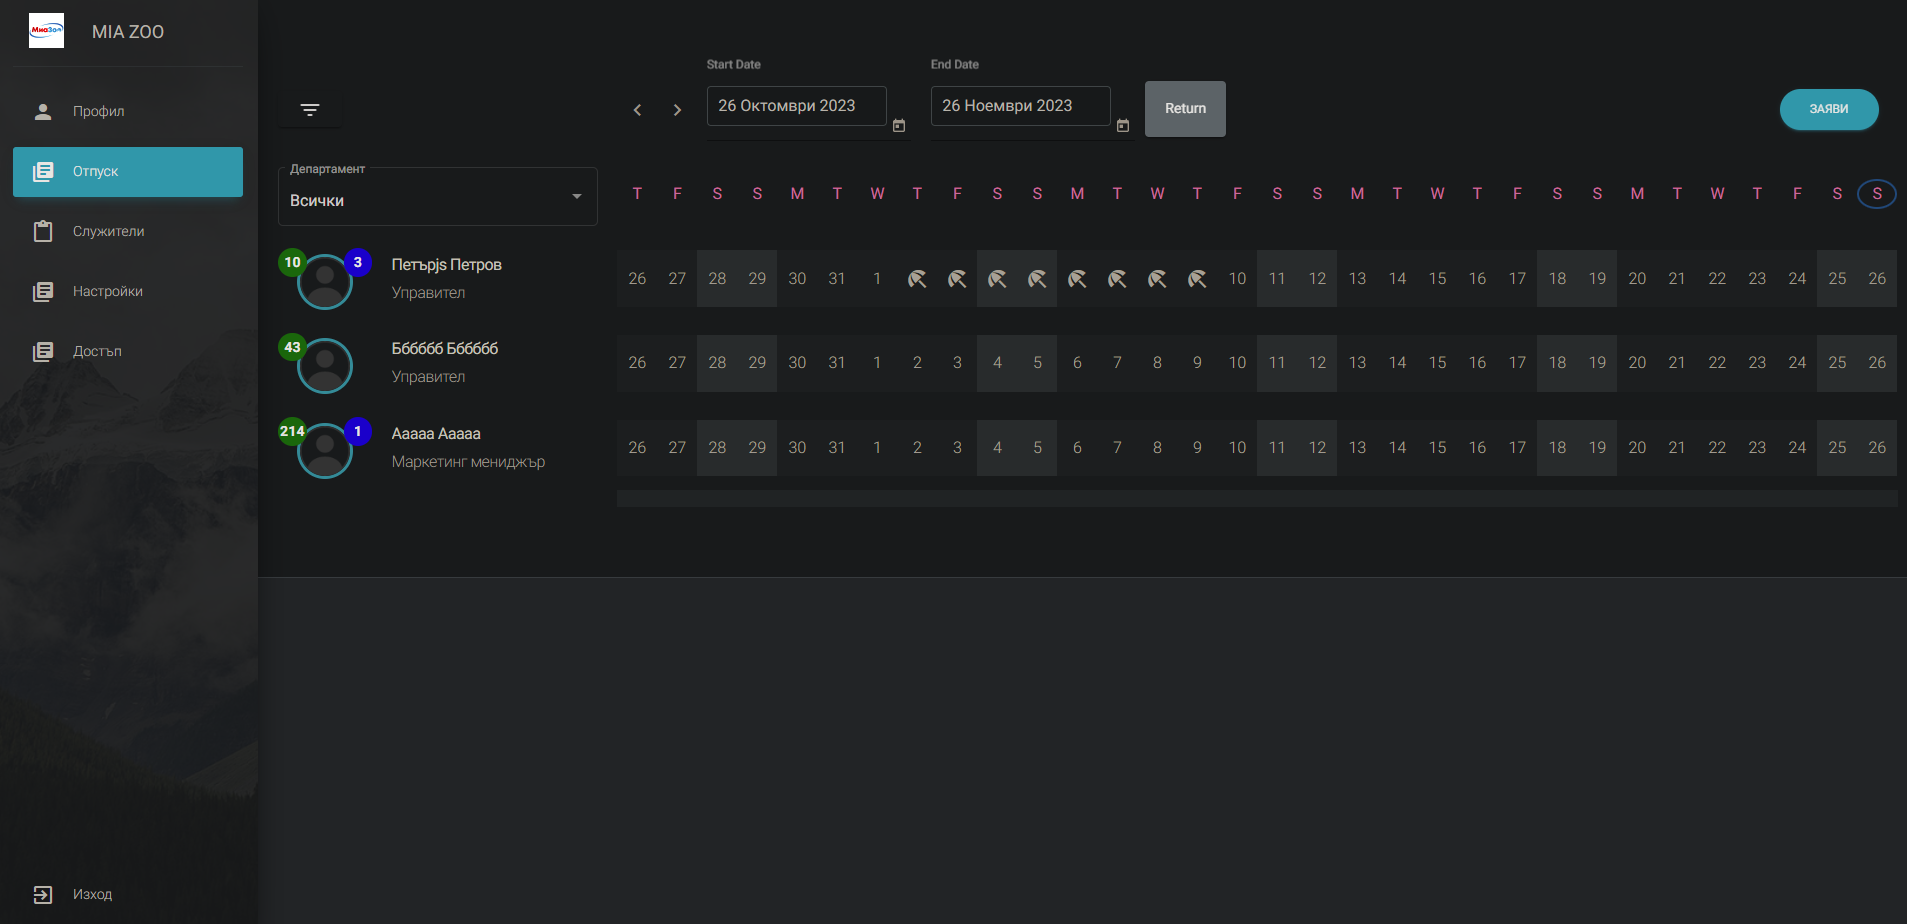 МиаЗоо
MIA ZOO
Профил
Отпуск
Служители
Настройки
Достъп
Изход
Start Date
26 Октомври 2023
End Date
26 Ноември 2023
Return
ЗАЯВИ
Департамент
Всички
T F S S M T W T F S S M T W T F S S M T W T F S S M T W T F S S
10 3
Петърjs Петров
Управител
26 27 28 29 30 31 1 10 11 12 13 14 15 16 17 18 19 20 21 22 23 24 25 26
43
Бббббб Бббббб
Управител
26 27 28 29 30 31 1 2 3 4 5 6 7 8 9 10 11 12 13 14 15 16 17 18 19 20 21 22 23 24 25 26
214 1
Ааааа Ааааа
Маркетинг мениджър
26 27 28 29 30 31 1 2 3 4 5 6 7 8 9 10 11 12 13 14 15 16 17 18 19 20 21 22 23 24 25 26